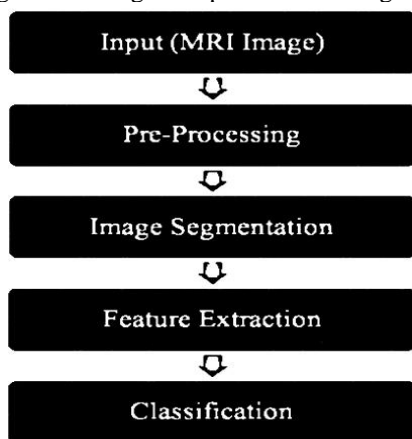 Input (MRI Image)
Pre-Processing
Image Segmentation
Feature Extraction
Classification